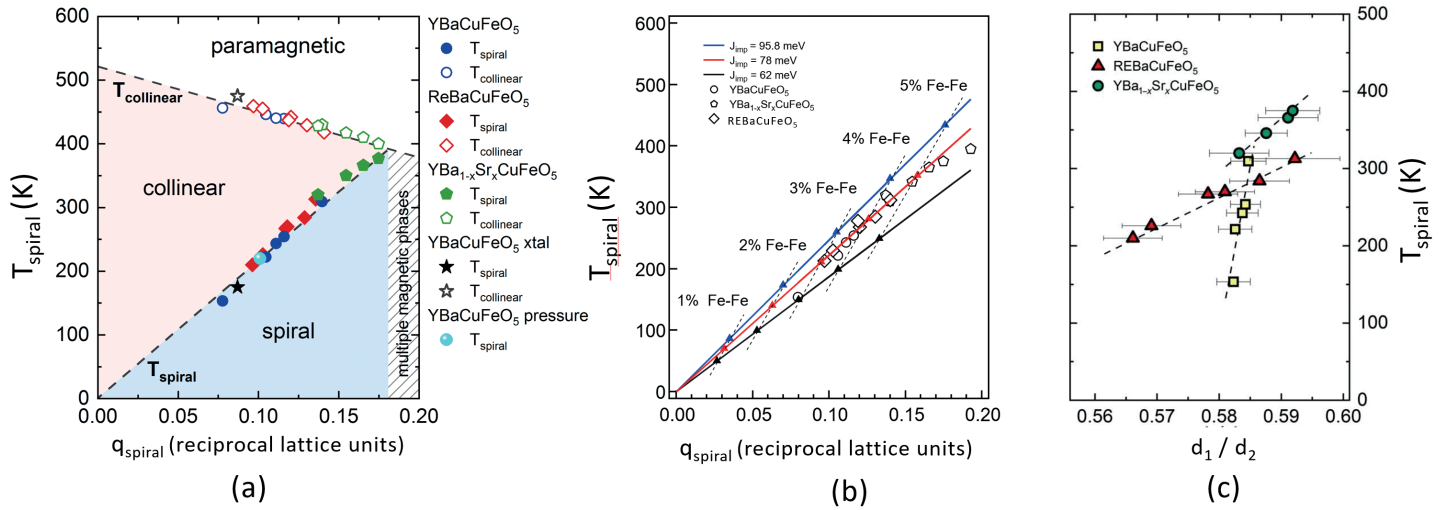 600
500
400
300
200
100
0
T_spiral (K)
0.00
0.05
0.10
0.15
0.20
q_spiral (reciprocal lattice units)
paramagnetic
T_collinear
collinear
spiral
T_spiral
multiple magnetic phases
YBaCuFeO5
T_spiral
T_collinear
ReBaCuFeO5
T_spiral
T_collinear
YBa1-xSrxCuFeO5
T_spiral
T_collinear
YBaCuFeO5 xtal
T_spiral
T_collinear
YBaCuFeO5 pressure
T_spiral
(a)
600
500
400
300
200
100
0
T_spiral (K)
0.00
0.05
0.10
0.15
0.20
q_spiral (reciprocal lattice units)
J_imp = 95.8 meV
J_imp = 78 meV
J_imp = 62 meV
YBaCuFeO5
YBa1-xSrxCuFeO5
REBaCuFeO5
1% Fe-Fe
2% Fe-Fe
3% Fe-Fe
4% Fe-Fe
5% Fe-Fe
(b)
YBaCuFeO5
REBaCuFeO5
YBa1-xSrxCuFeO5
500
400
300
200
100
0
T_spiral (K)
0.56
0.57
0.58
0.59
0.60
d1 / d2
(c)